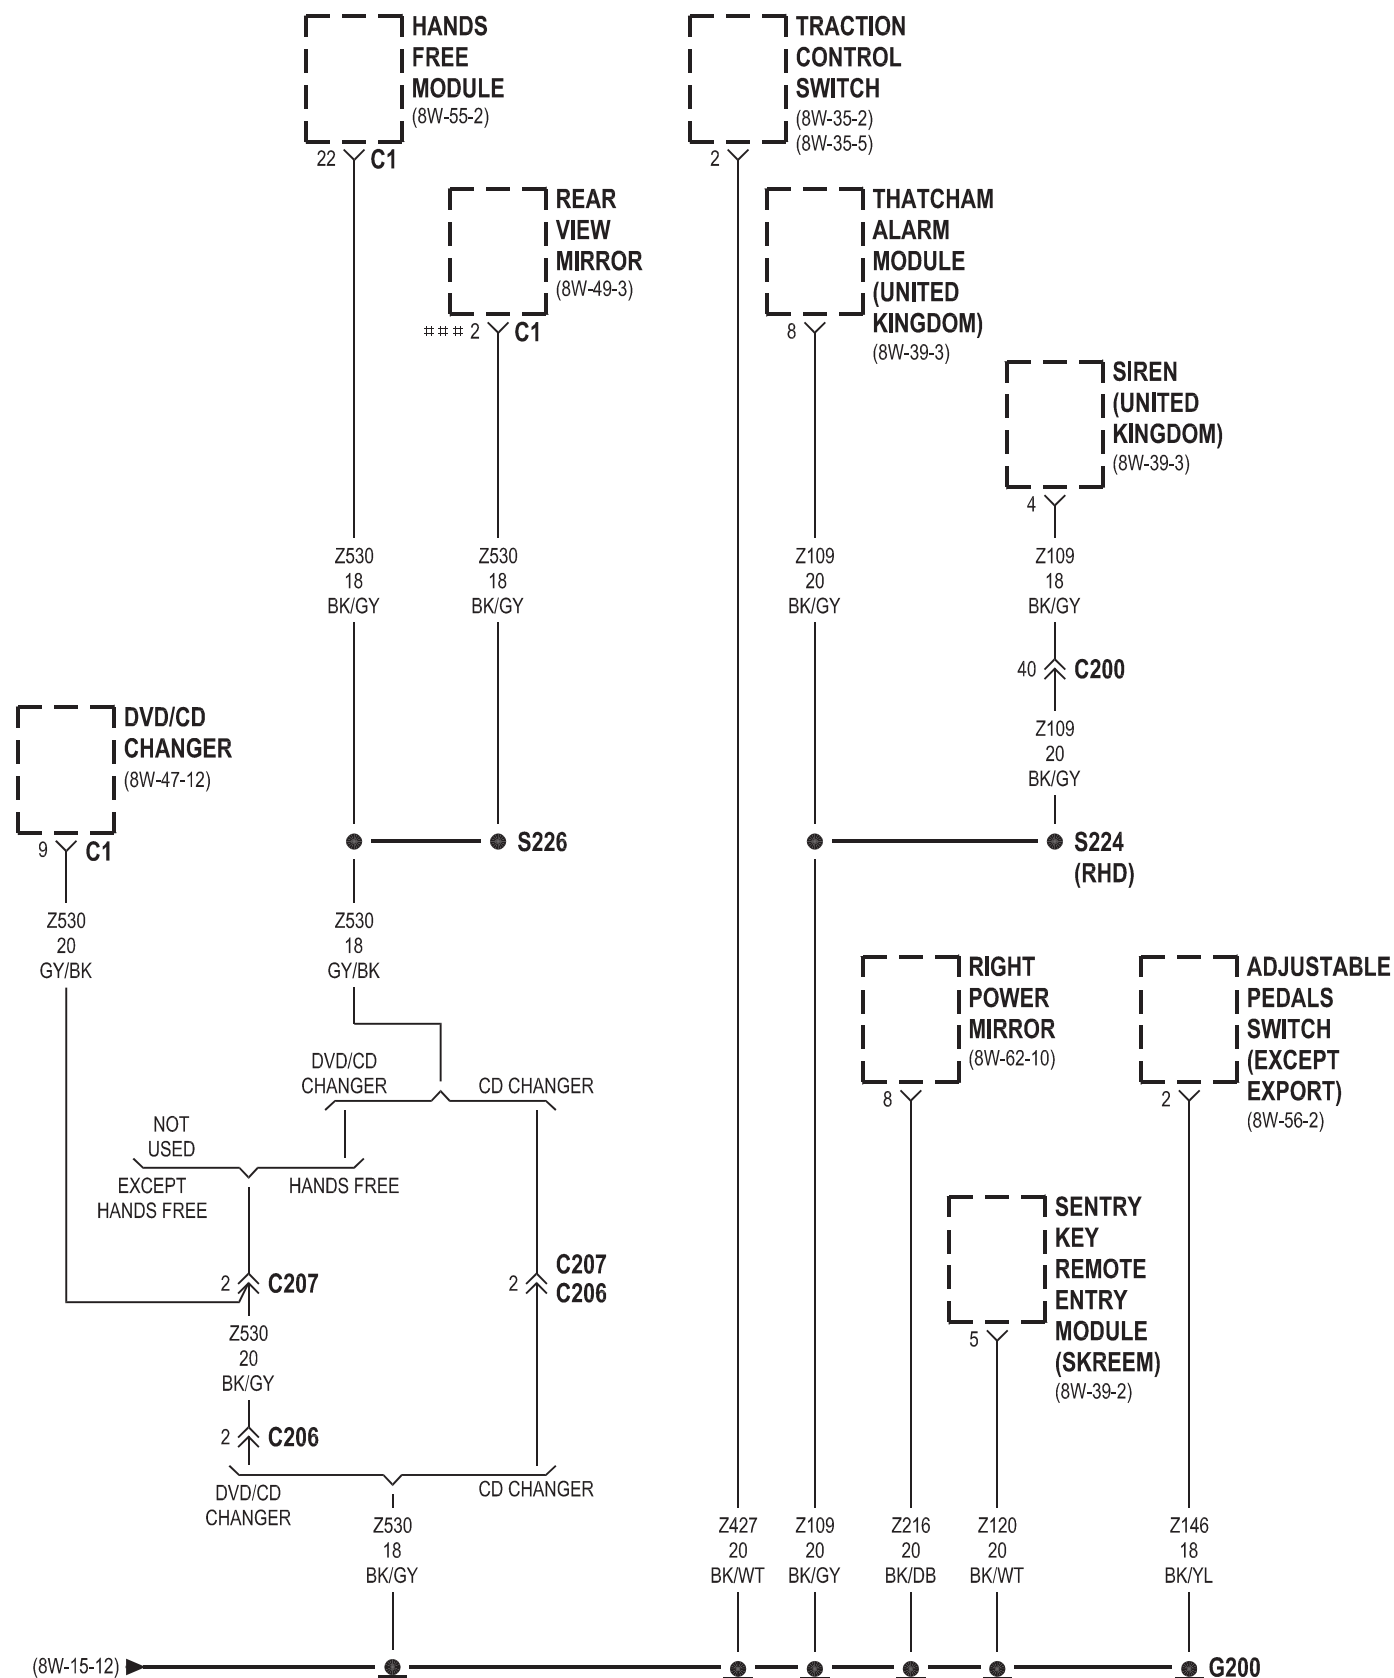 HANDS
FREE
MODULE
(8W-55-2)
22
C1
TRACTION
CONTROL
SWITCH
(8W-35-2)
(8W-35-5)
2
REAR
VIEW
MIRROR
(8W-49-3)
### 2
C1
THATCHAM
ALARM
MODULE
(UNITED
KINGDOM)
(8W-39-3)
8
SIREN
(UNITED
KINGDOM)
(8W-39-3)
4
Z530
18
BK/GY
Z530
18
BK/GY
Z109
20
BK/GY
Z109
18
BK/GY
40
C200
Z109
20
BK/GY
DVD/CD
CHANGER
(8W-47-12)
9
C1
S226
S224
(RHD)
Z530
20
GY/BK
Z530
18
GY/BK
RIGHT
POWER
MIRROR
(8W-62-10)
8
ADJUSTABLE
PEDALS
SWITCH
(EXCEPT
EXPORT)
(8W-56-2)
2
DVD/CD
CHANGER
CD CHANGER
NOT
USED
EXCEPT
HANDS FREE
HANDS FREE
SENTRY
KEY
REMOTE
ENTRY
MODULE
(SKREEM)
(8W-39-2)
5
2
C207
2
C207
C206
Z530
20
BK/GY
2
C206
DVD/CD
CHANGER
CD CHANGER
Z530
18
BK/GY
Z427
20
BK/WT
Z109
20
BK/GY
Z216
20
BK/DB
Z120
20
BK/WT
Z146
18
BK/YL
(8W-15-12)
G200